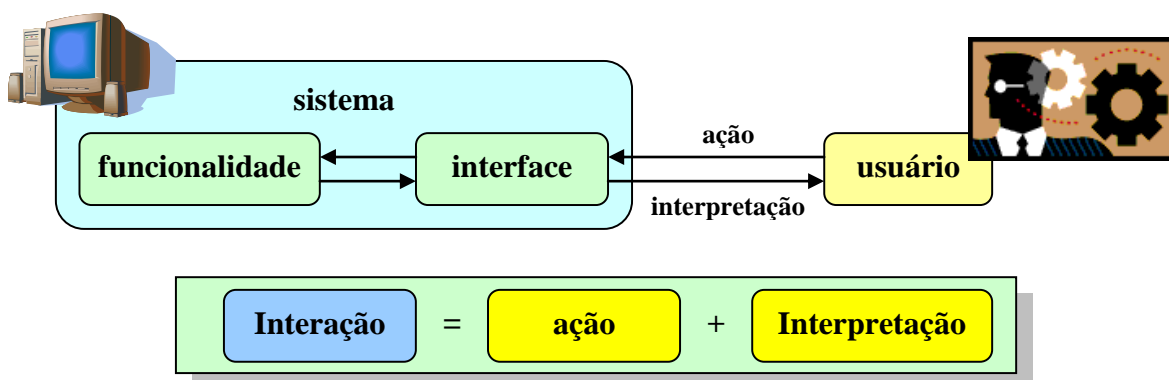 sistema
funcionalidade
interface
ação
interpretação
usuário
Interação = ação + Interpretação